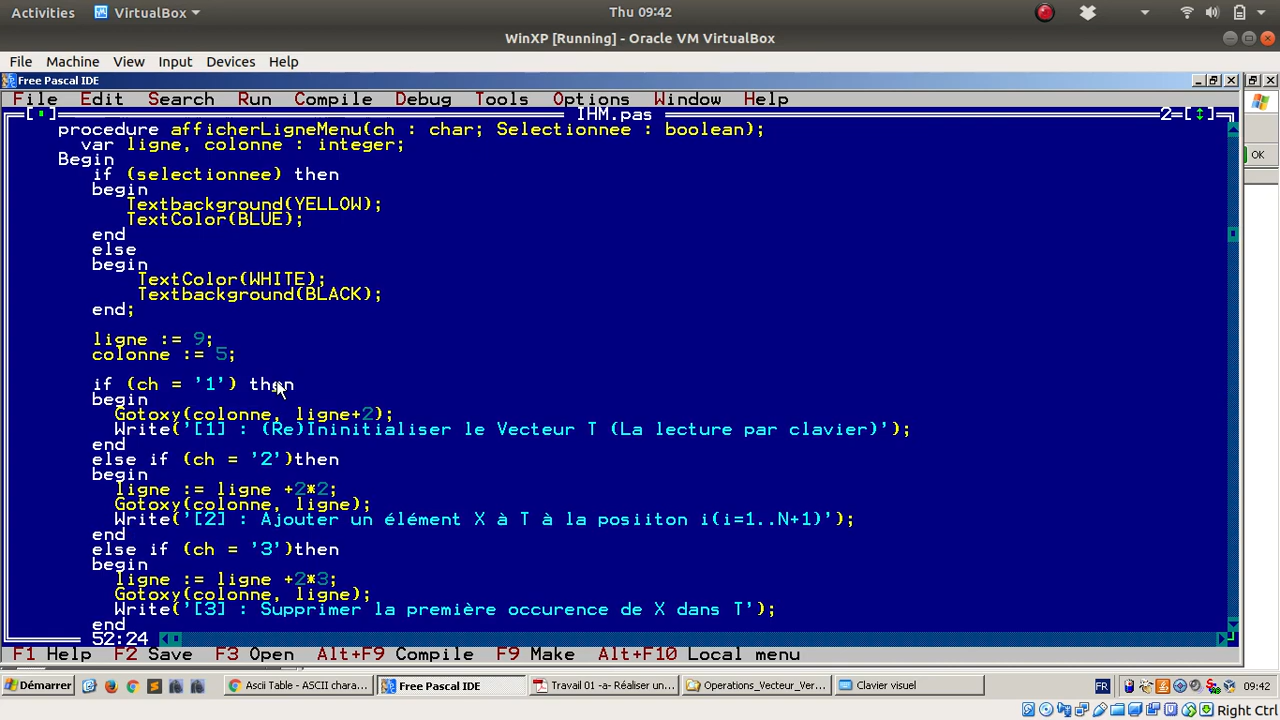 Activities VirtualBox Thu 09:42
WinXP [Running] - Oracle VM VirtualBox
File Machine View Input Devices Help
Free Pascal IDE
File Edit Search Run Compile Debug Tools Options Window Help
IHM.pas 2=[↕]
procedure afficherLigneMenu(ch : char; Selectionnee : boolean);
var ligne, colonne : integer;
Begin
if (selectionnee) then
begin
Textbackground(YELLOW);
TextColor(BLUE);
end
else
begin
TextColor(WHITE);
Textbackground(BLACK);
end;
OK
ligne := 9;
colonne := 5;
if (ch = '1') then
begin
Gotoxy(colonne, ligne+2);
Write('[1] : (Re)Ininitialiser le Vecteur T (La lecture par clavier)');
end
else if (ch = '2')then
begin
ligne := ligne +2*2;
Gotoxy(colonne, ligne);
Write('[2] : Ajouter un élément X à T à la posiiton i(i=1..N+1)');
end
else if (ch = '3')then
begin
ligne := ligne +2*3;
Gotoxy(colonne, ligne);
Write('[3] : Supprimer la première occurence de X dans T');
end
52:24
F1 Help F2 Save F3 Open Alt+F9 Compile F9 Make Alt+F10 Local menu
Démarrer Ascii Table - ASCII chara... Free Pascal IDE Travail 01 -a- Réaliser un... Operations_Vecteur_Ver... Clavier visuel FR 09:42
Right Ctrl